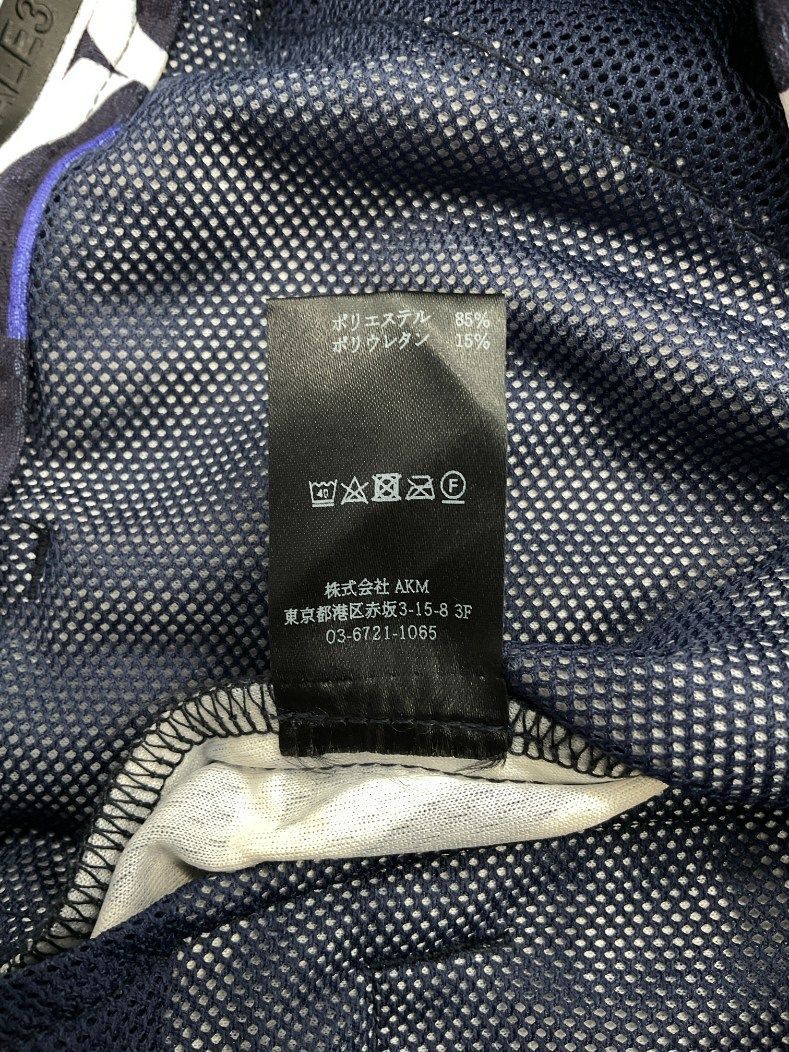 ポリエステル 85%
ポリウレタン 15%
40
F
株式会社 AKM
東京都港区赤坂3-15-8 3F
03-6721-1065